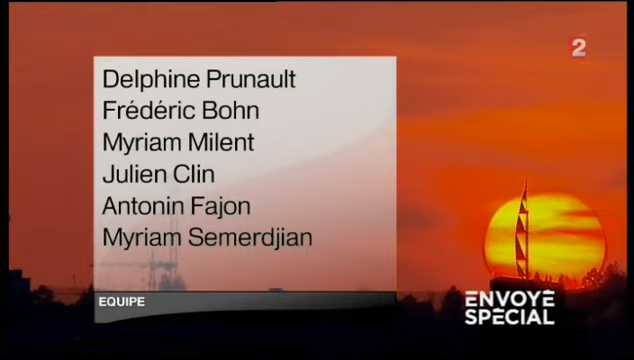 2
Delphine Prunault
Frédéric Bohn
Myriam Milent
Julien Clin
Antonin Fajon
Myriam Semerdjian
EQUIPE
ENVOYÉ
SPÉCIAL